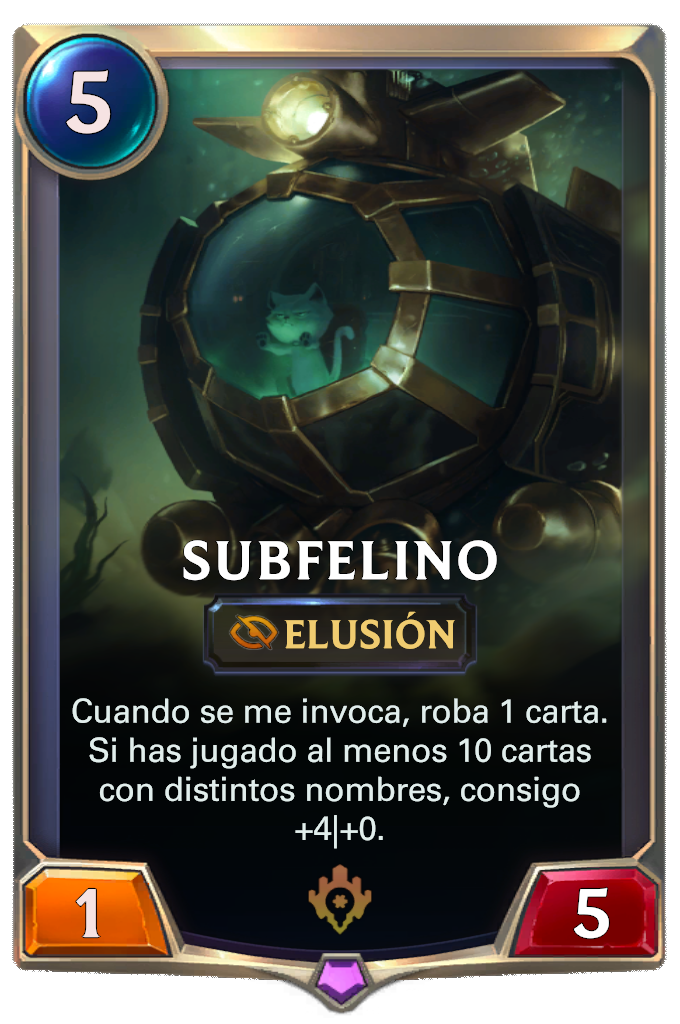 5
SUBFELINO
ELUSIÓN
Cuando se me invoca, roba 1 carta.
Si has jugado al menos 10 cartas
con distintos nombres, consigo
+4|+0.
1
5